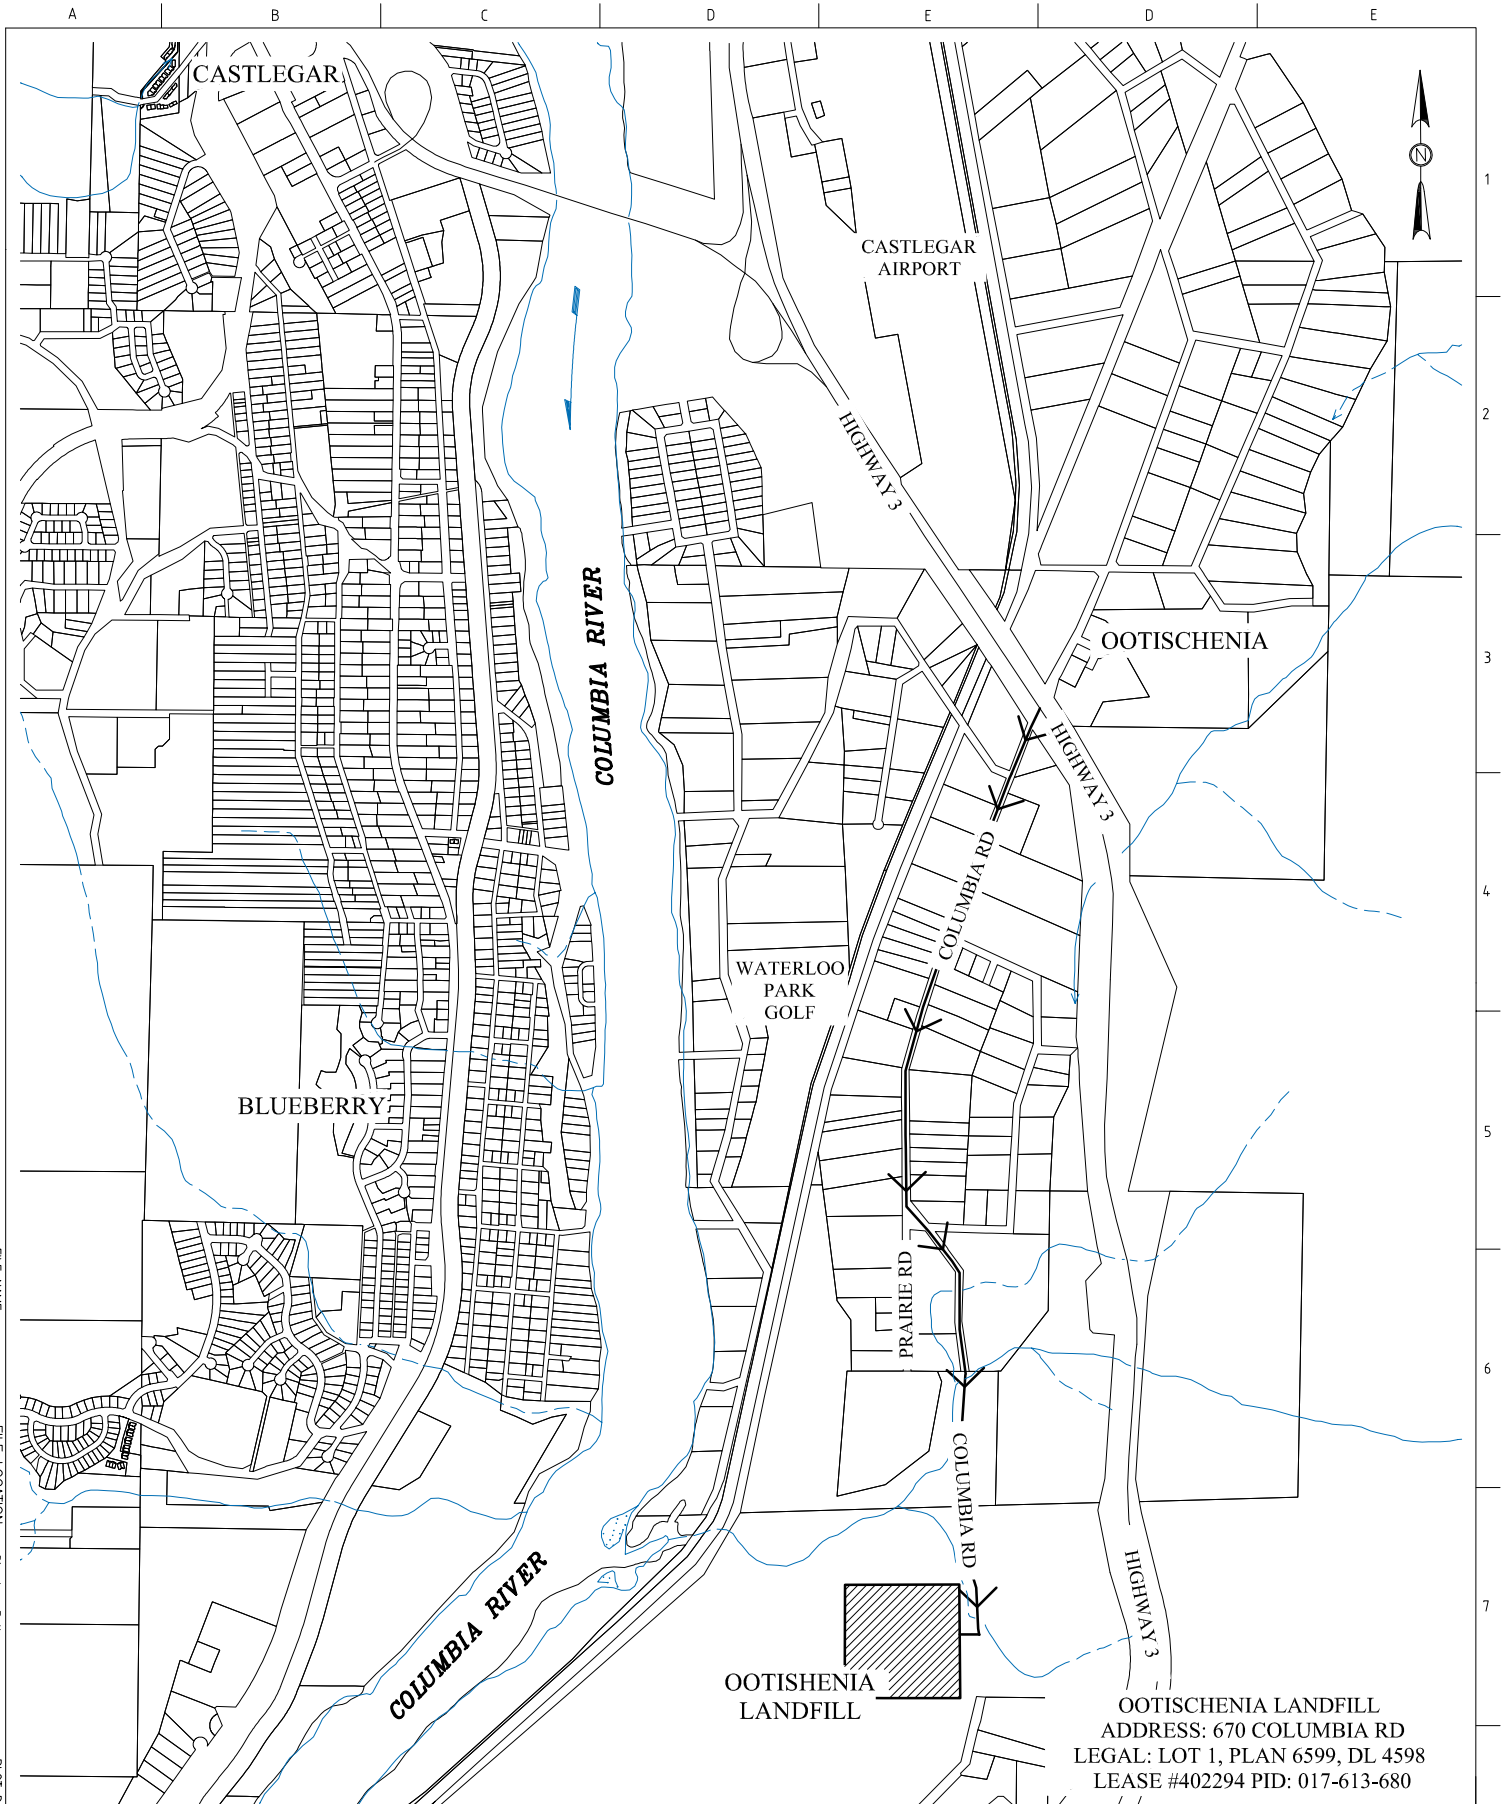 A B C D E D E
CASTLEGAR
N
1
CASTLEGAR
AIRPORT
2
HIGHWAY 3
COLUMBIA RIVER
OOTISCHENIA
3
HIGHWAY 3
COLUMBIA RD
4
WATERLOO
PARK
GOLF
BLUEBERRY
5
PRAIRIE RD
6
COLUMBIA RD
COLUMBIA RIVER
HIGHWAY 3
7
OOTISHENIA
LANDFILL
OOTISCHENIA LANDFILL
ADDRESS: 670 COLUMBIA RD
LEGAL: LOT 1, PLAN 6599, DL 4598
LEASE #402294 PID: 017-613-680